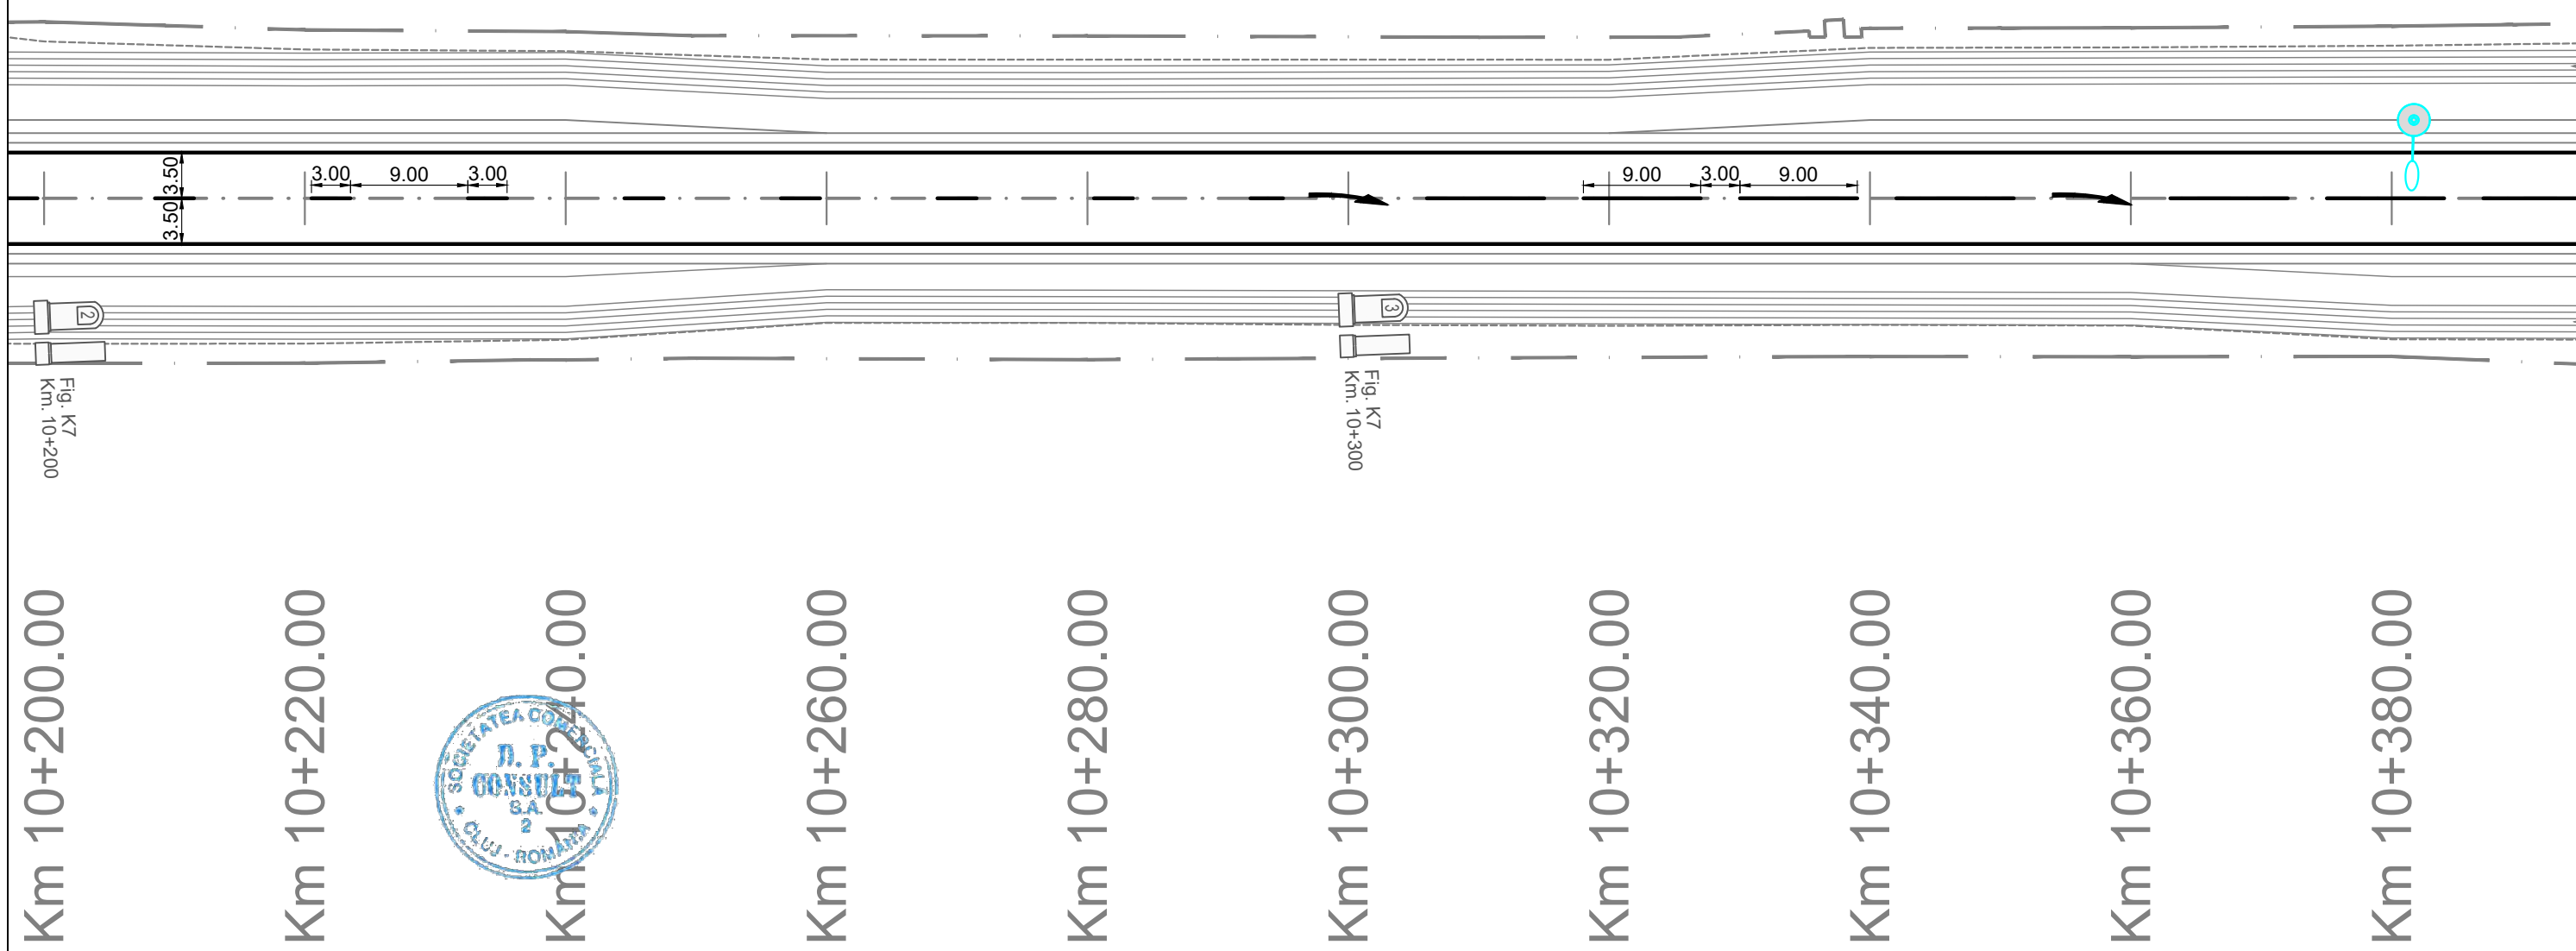 3.50
3.50
3.00
9.00
3.00
9.00
3.00
9.00
2
Fig. K7
Km. 10+200
3
Fig. K7
Km. 10+300
Km 10+200.00
Km 10+220.00
Km 10+240.00
Km 10+260.00
Km 10+280.00
Km 10+300.00
Km 10+320.00
Km 10+340.00
Km 10+360.00
Km 10+380.00
SOCIETATEA COMERCIALA
CONSULT
S.A.
2
CLUJ - ROMANIA